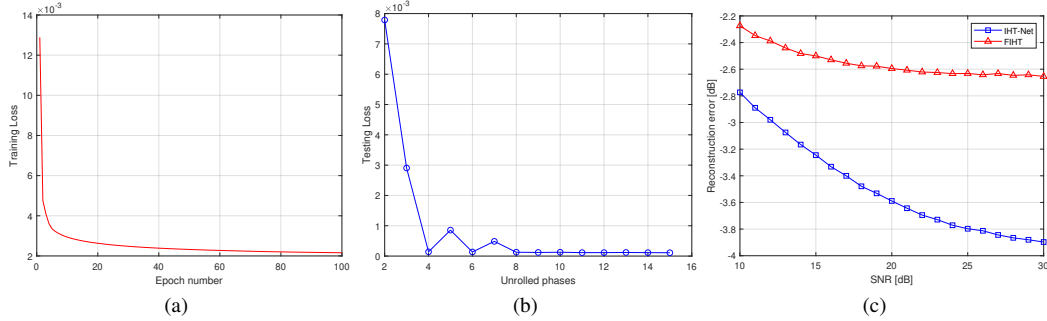 ×10⁻³
14
12
10
8
6
4
2
0 20 40 60 80 100
Training Loss
Epoch number
(a)
×10⁻³
8
7
6
5
4
3
2
1
0
2 4 6 8 10 12 14 16
Testing Loss
Unrolled phases
(b)
-2.2
-2.4
-2.6
-2.8
-3
-3.2
-3.4
-3.6
-3.8
-4
10 15 20 25 30
Reconstruction error [dB]
SNR [dB]
IHT-Net
FIHT
(c)